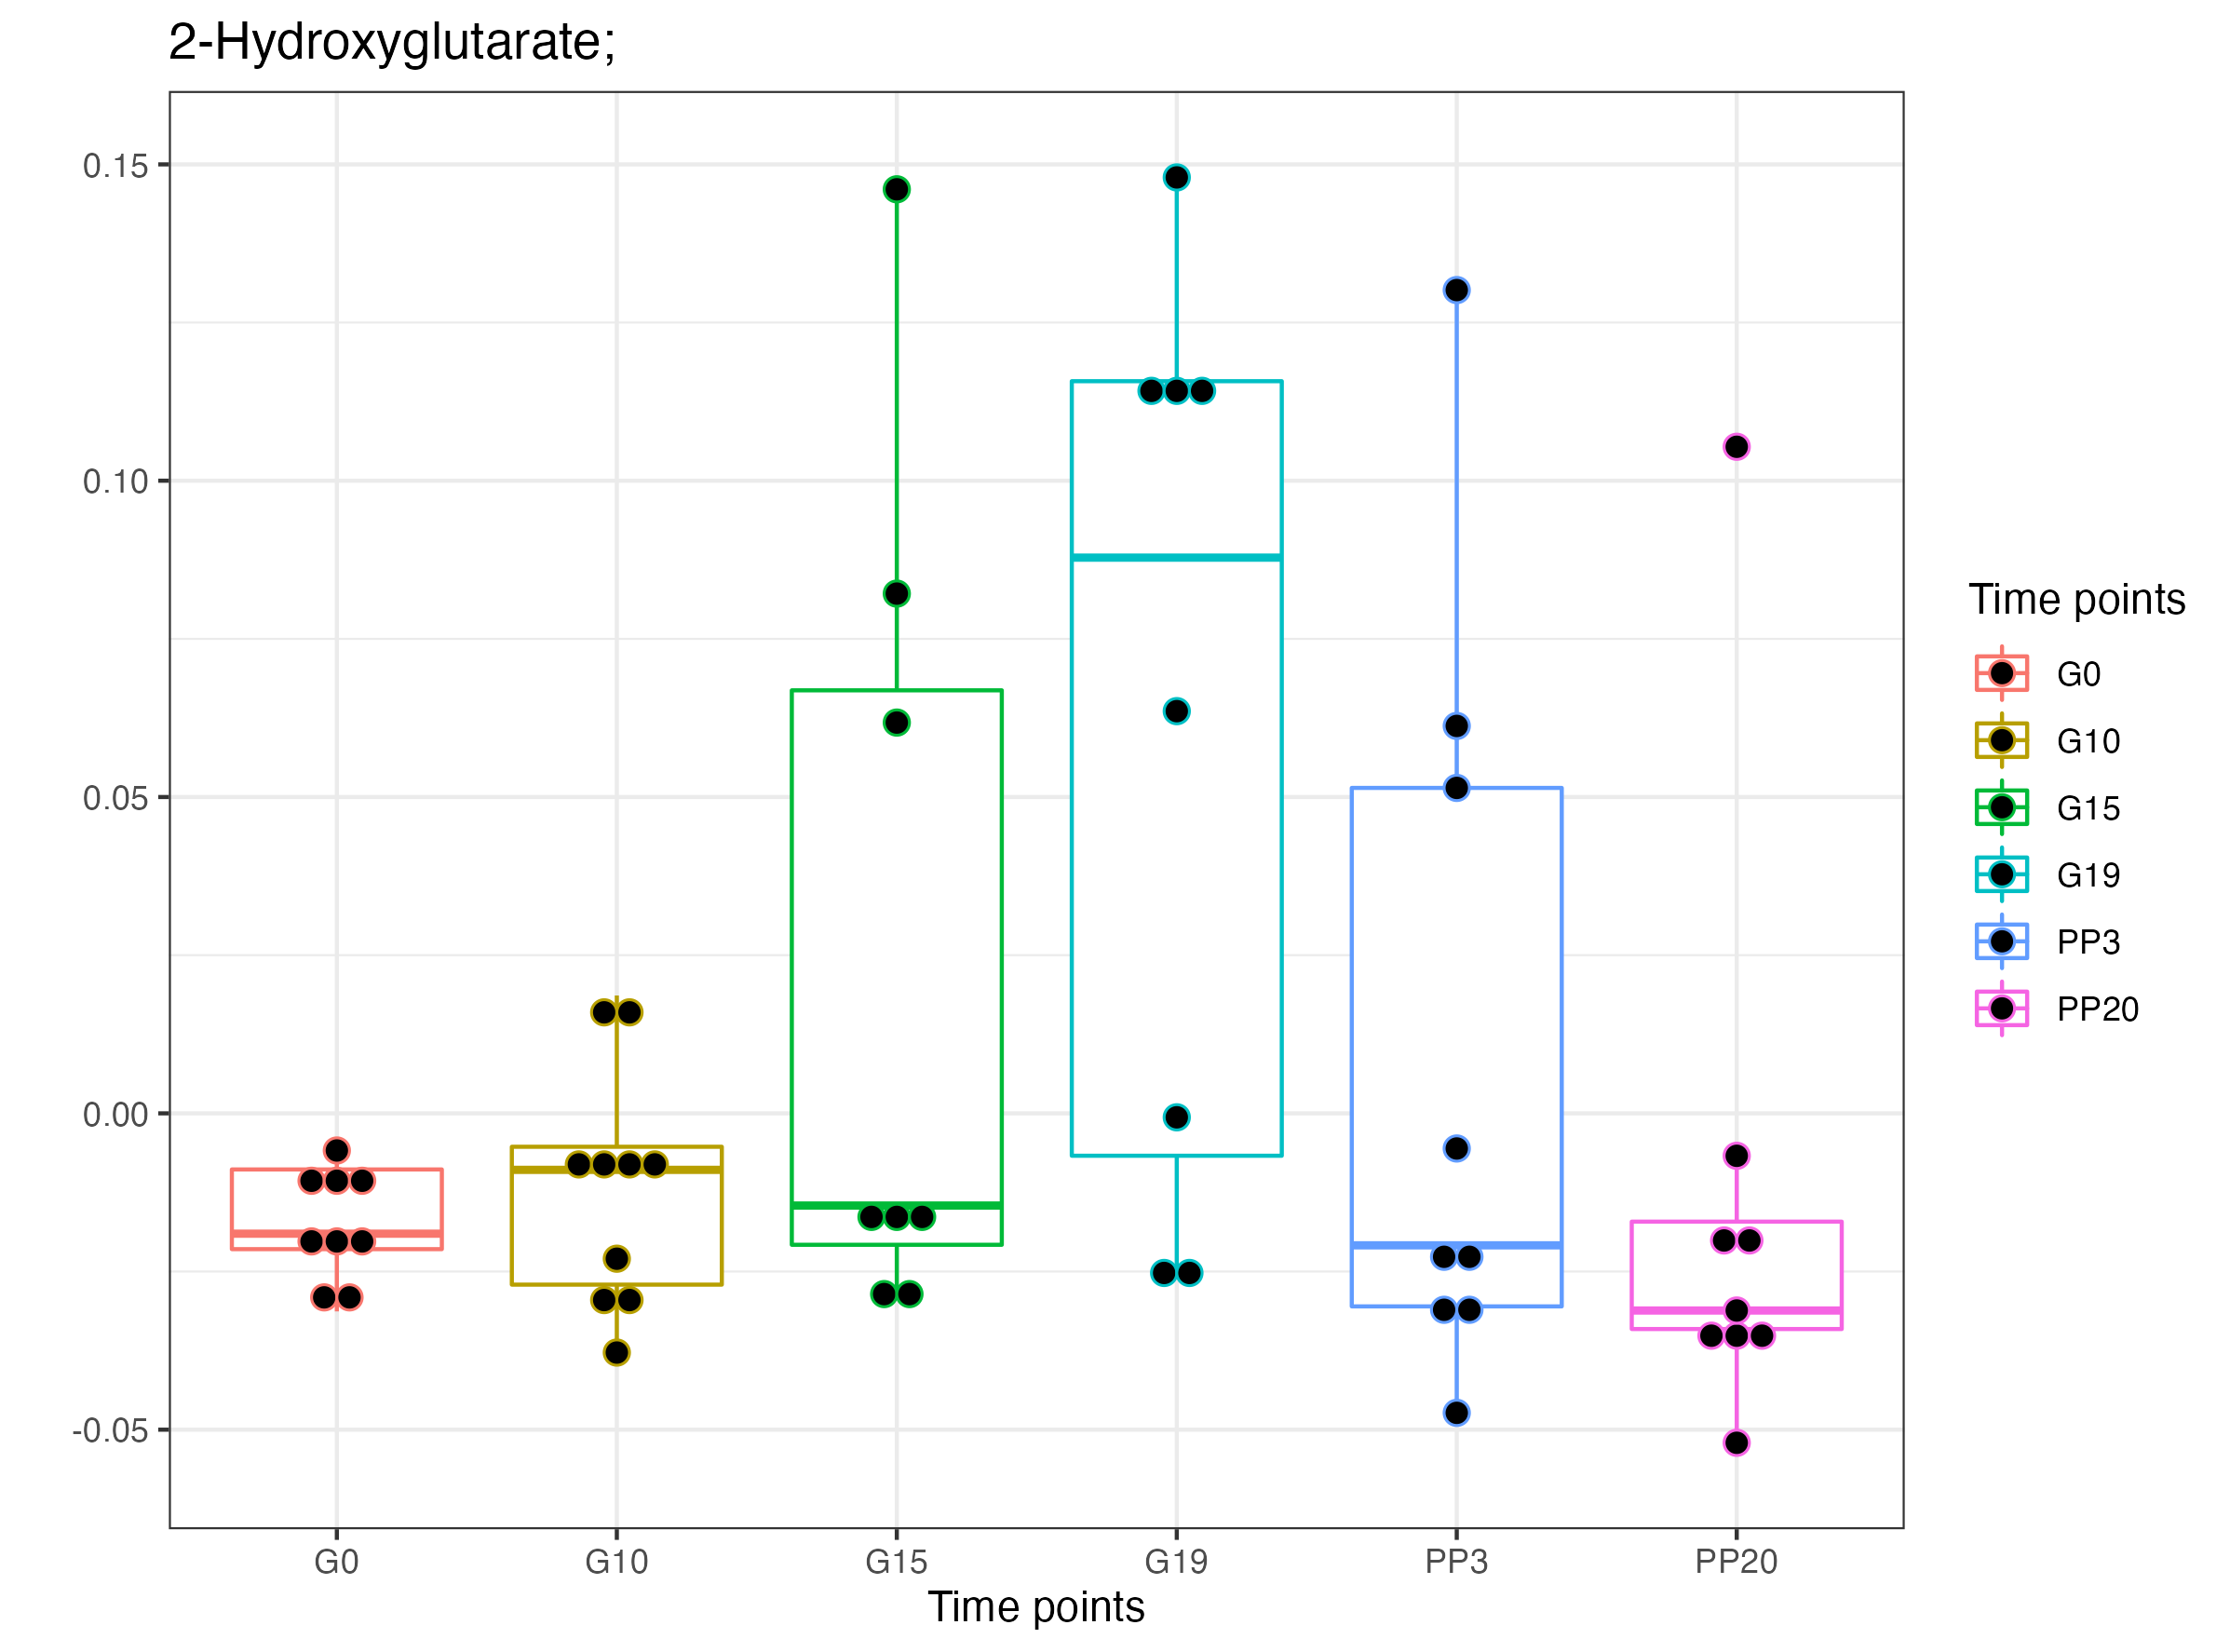 2-Hydroxyglutarate;
0.15
0.10
0.05
0.00
-0.05
G0 G10 G15 G19 PP3 PP20
Time points
Time points
G0
G10
G15
G19
PP3
PP20